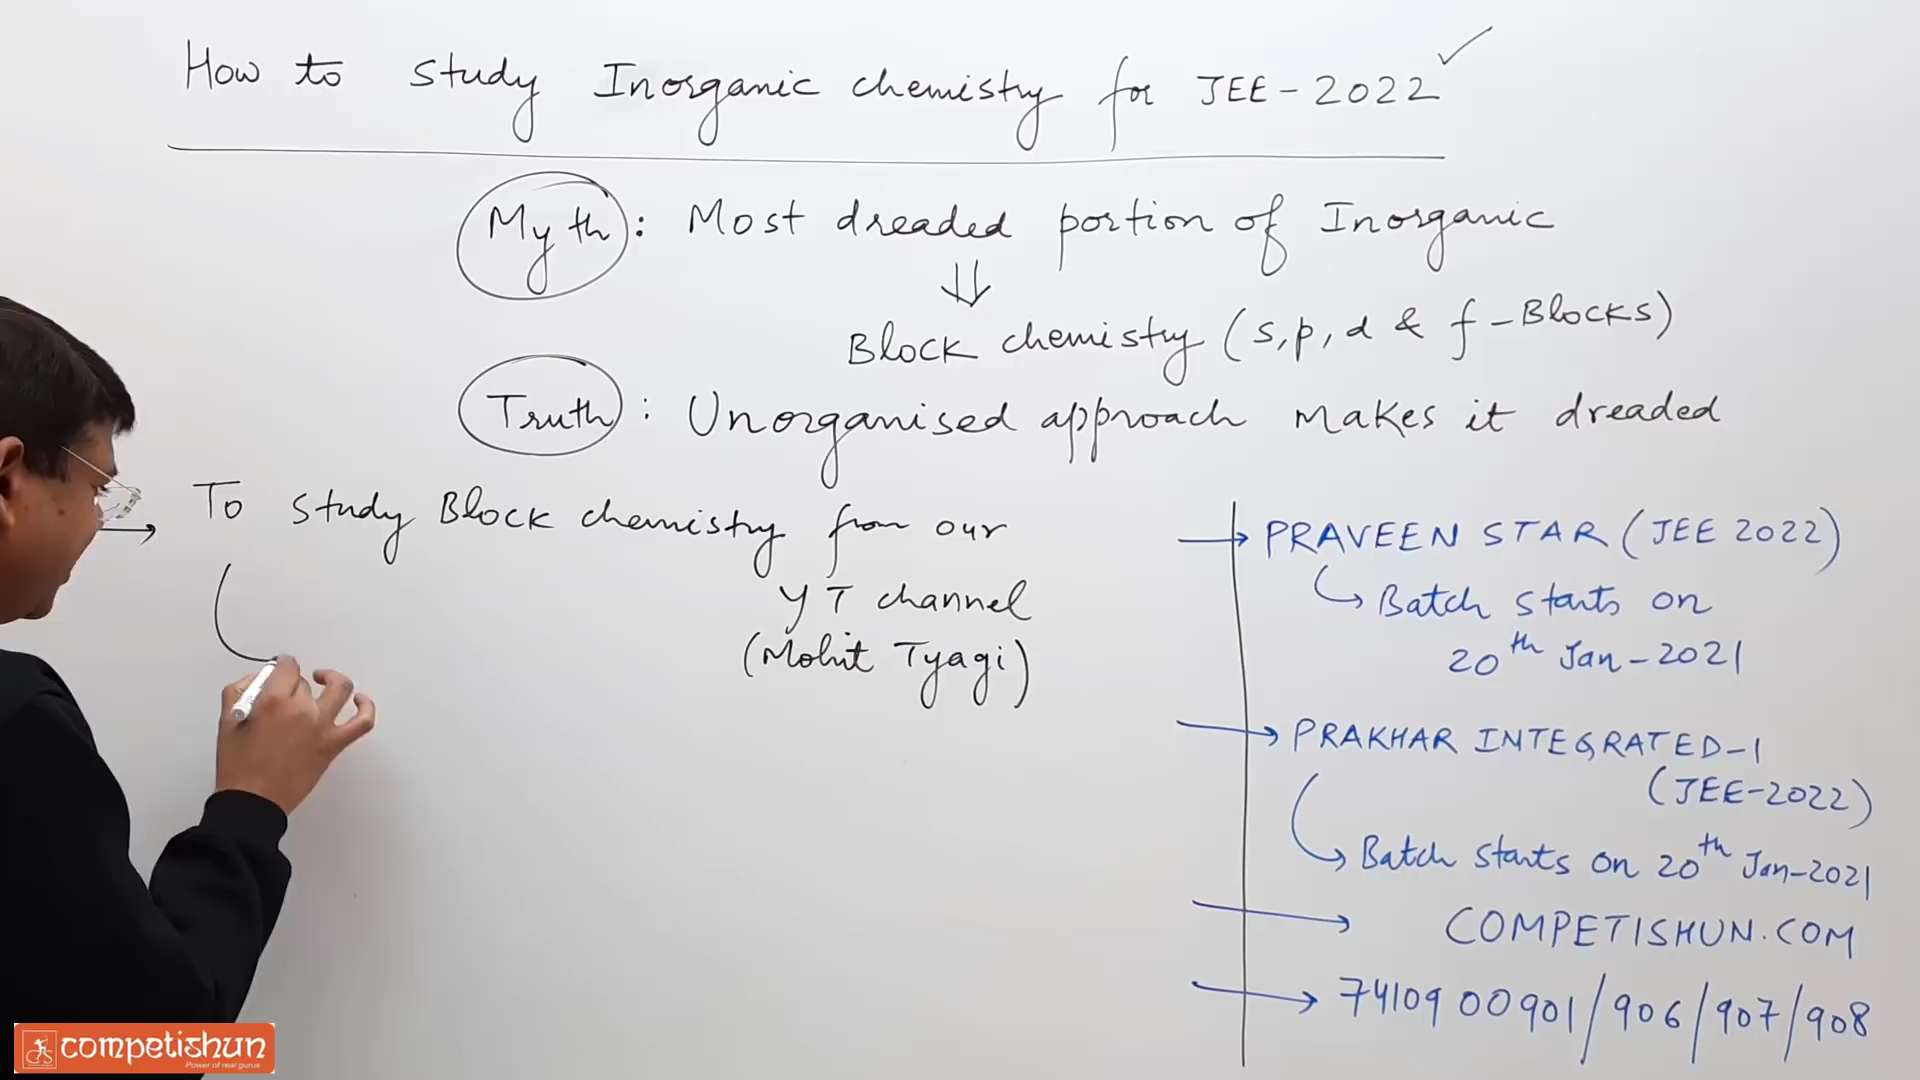 How to study Inorganic chemistry for JEE-2022 ✓
Myth : Most dreaded portion of Inorganic
⇓
Block chemistry (s, p, d & f-Blocks)
Truth : Unorganised approach makes it dreaded
→ To study Block chemistry from our
YT channel
(Mohit Tyagi)
→ PRAVEEN STAR (JEE 2022)
↳ Batch starts on
20th Jan-2021
→ PRAKHAR INTEGRATED-1
(JEE-2022)
↳ Batch starts on 20th Jan-2021
→ COMPETISHUN.COM
→ 7410900901/906/907/908
competishun
Power of real gurus